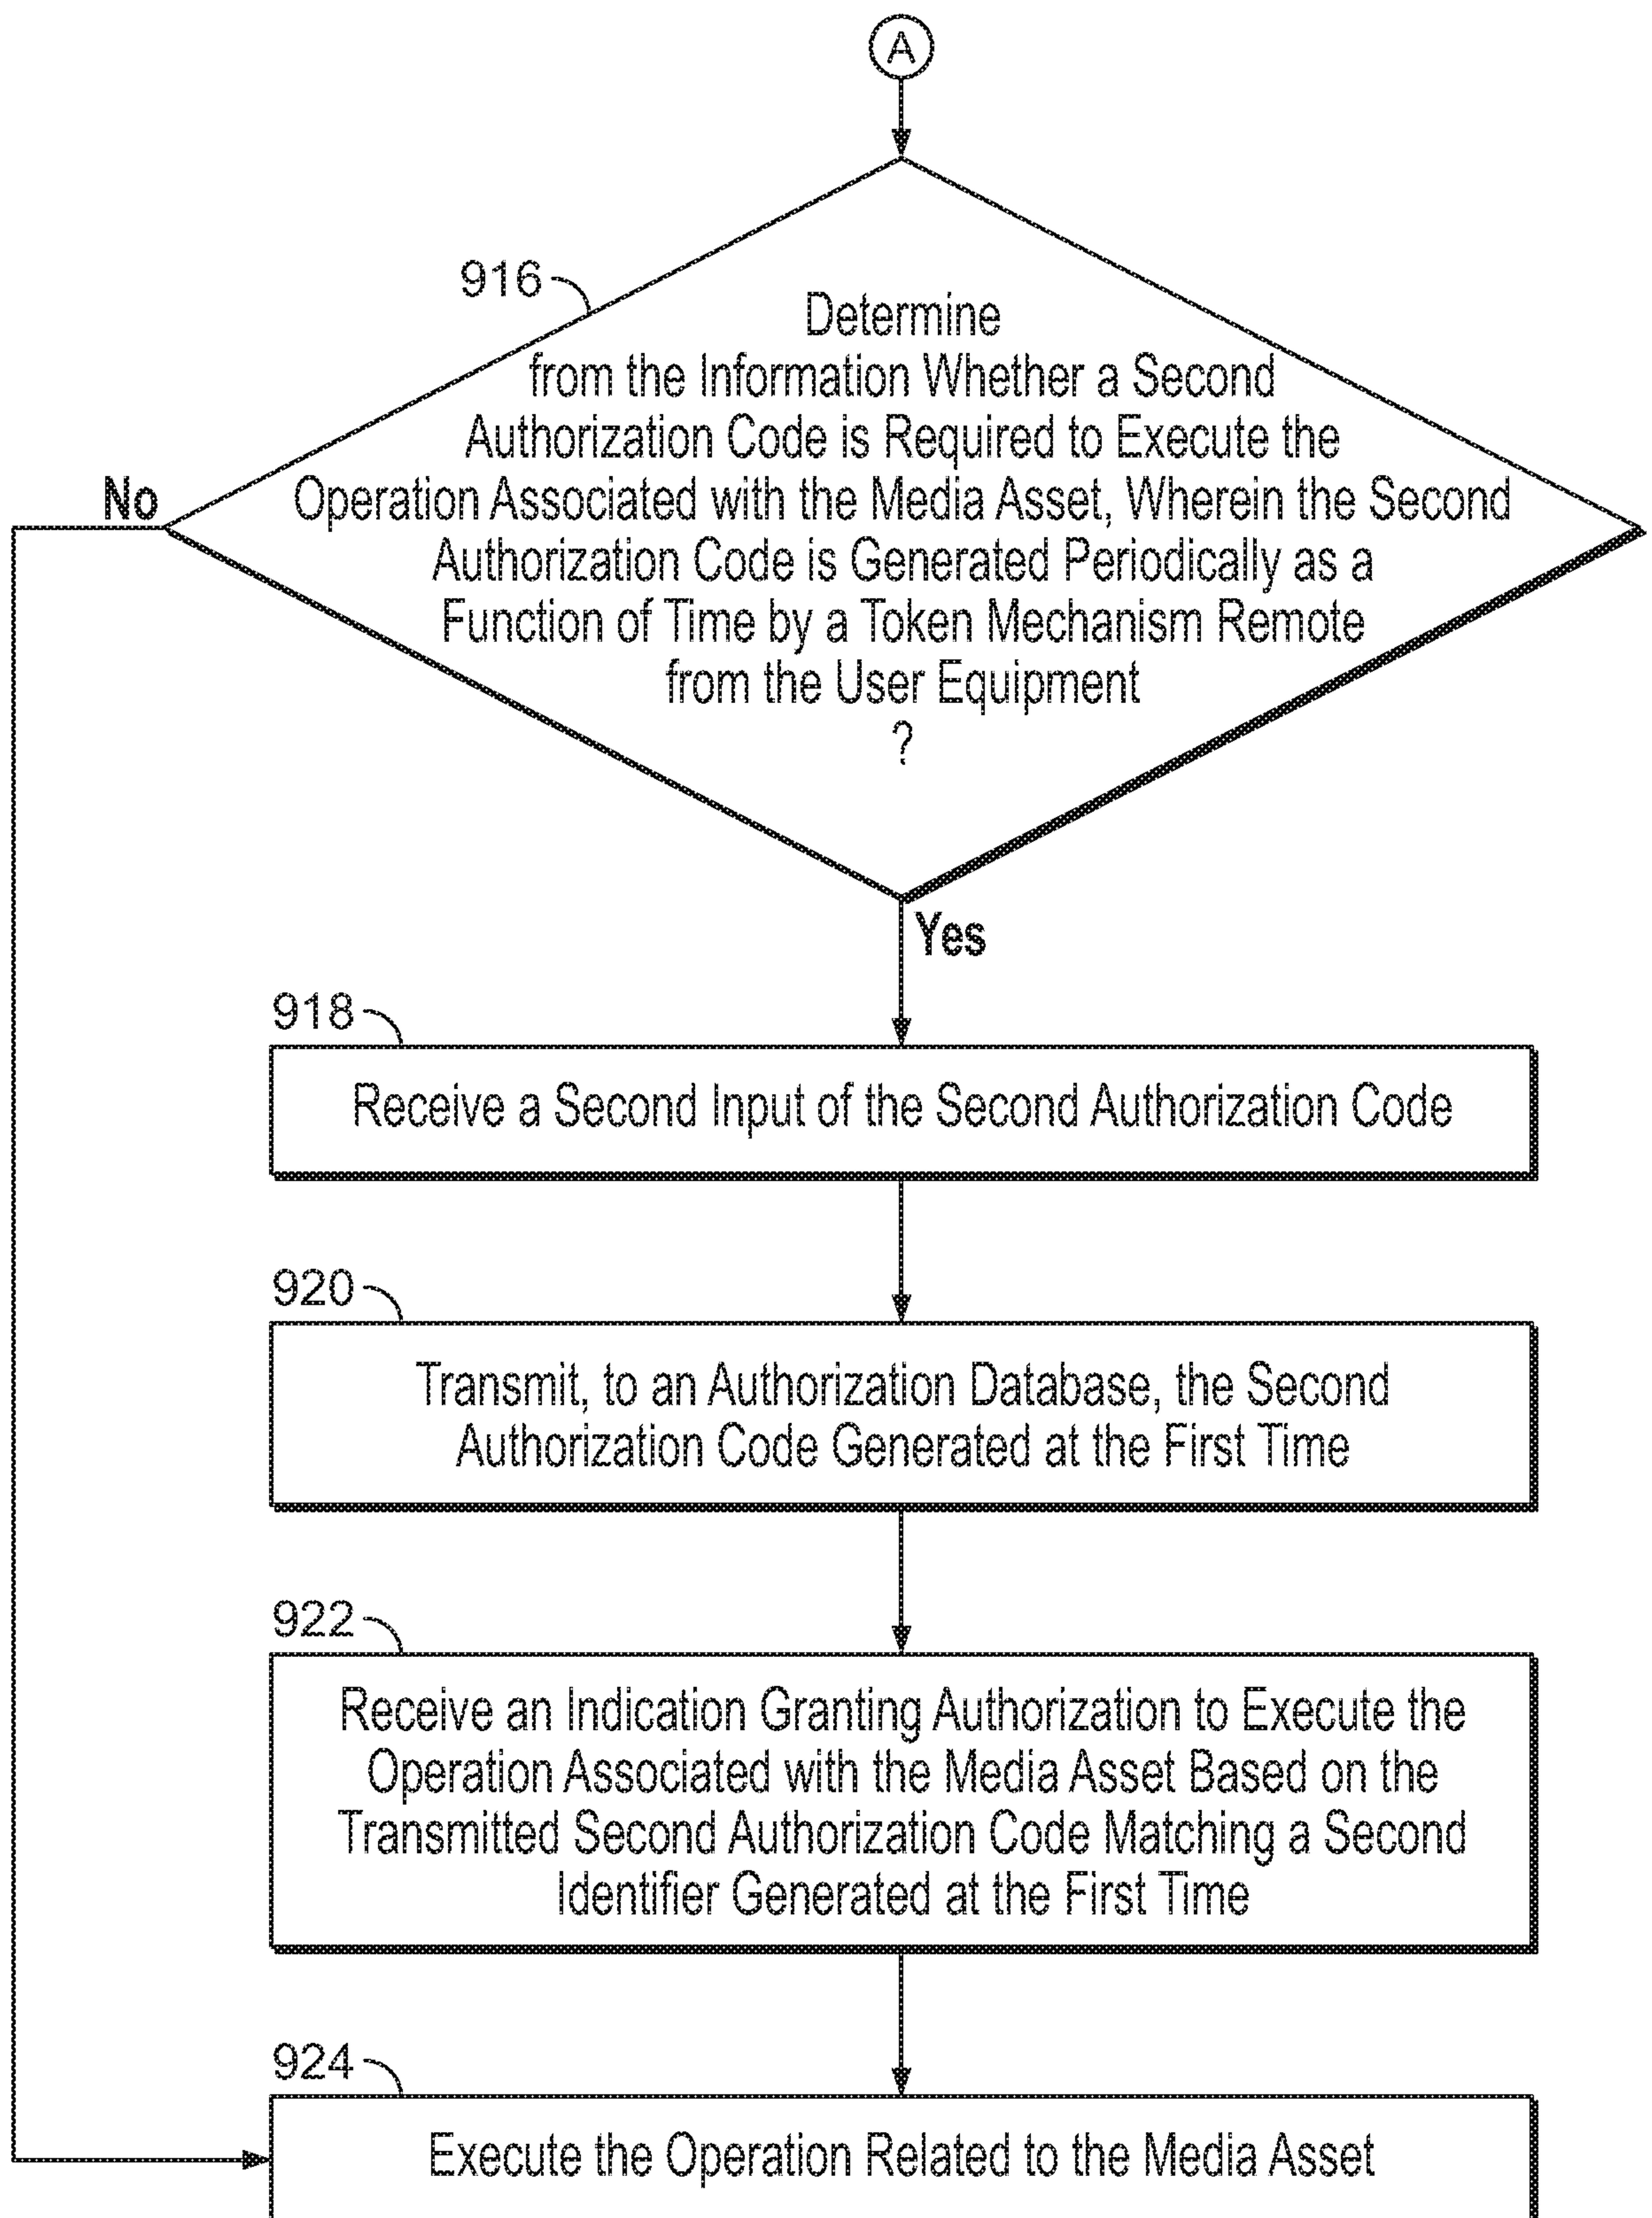 A
916
Determine
from the Information Whether a Second
Authorization Code is Required to Execute the
No
Operation Associated with the Media Asset, Wherein the Second
Authorization Code is Generated Periodically as a
Function of Time by a Token Mechanism Remote
from the User Equipment
?
Yes
918
Receive a Second Input of the Second Authorization Code
920
Transmit, to an Authorization Database, the Second
Authorization Code Generated at the First Time
922
Receive an Indication Granting Authorization to Execute the
Operation Associated with the Media Asset Based on the
Transmitted Second Authorization Code Matching a Second
Identifier Generated at the First Time
924
Execute the Operation Related to the Media Asset